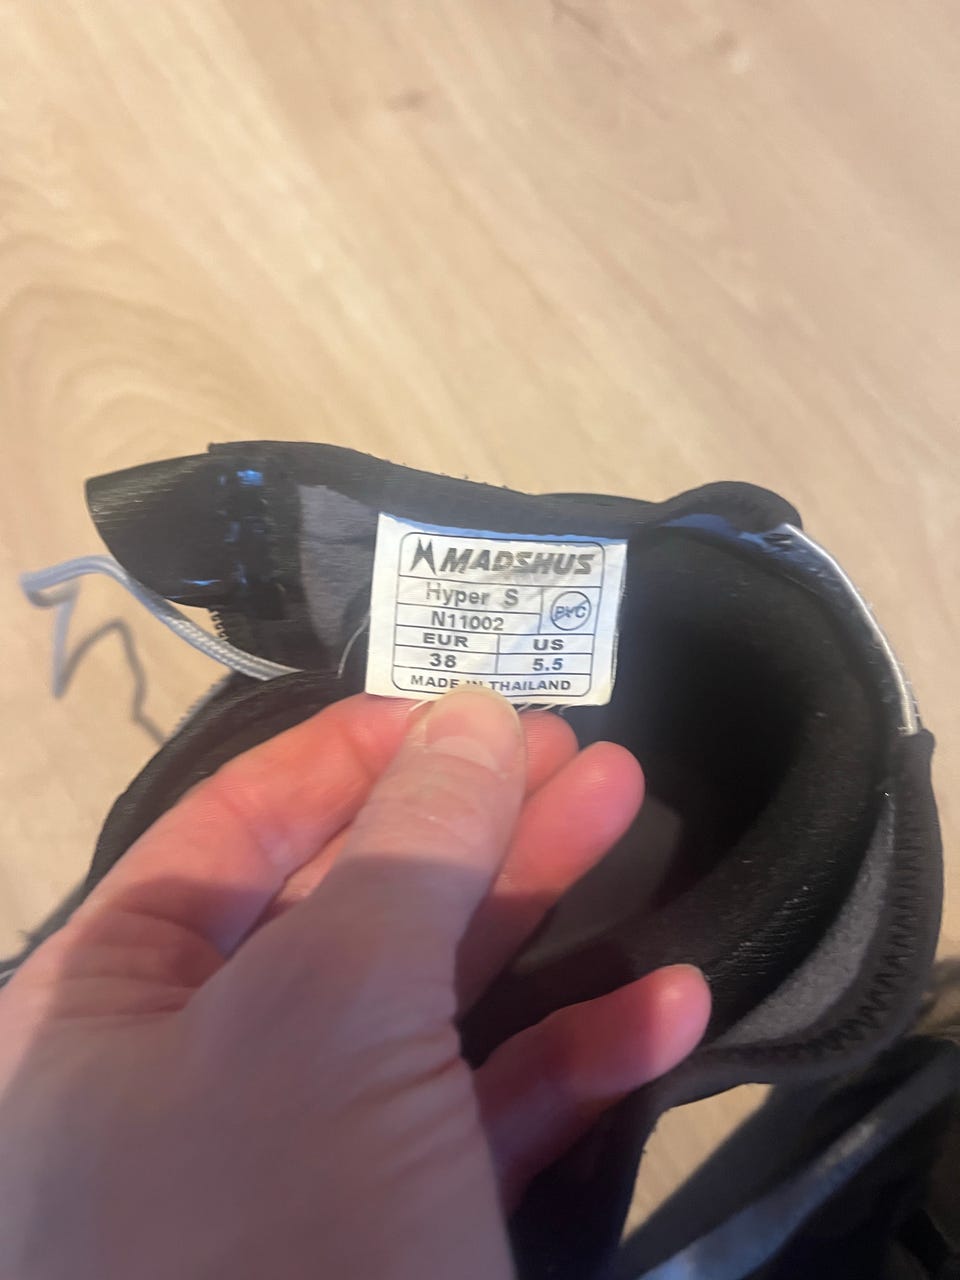 MADSHUS
Hyper S
PVC
N11002
EUR US
38 5.5
MADE IN THAILAND